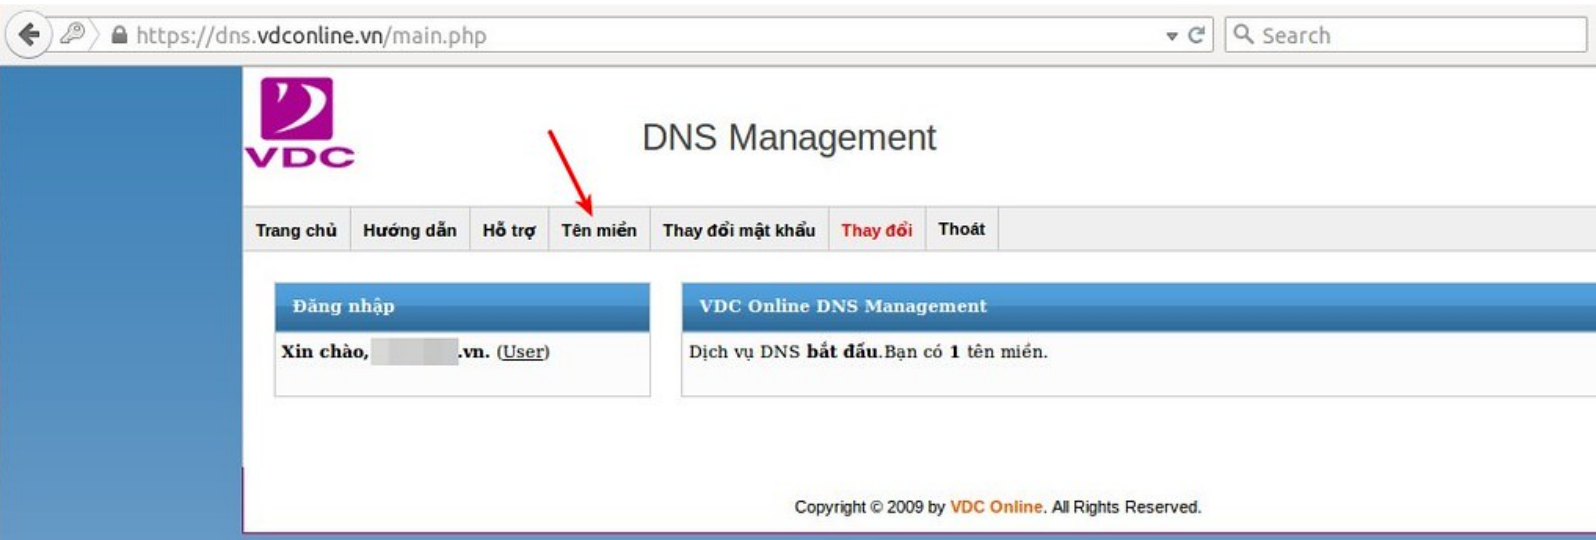 https://dns.vdconline.vn/main.php
Search
VDC
DNS Management
Trang chủ Hướng dẫn Hỗ trợ Tên miền Thay đổi mật khẩu Thay đổi Thoát
Đăng nhập
VDC Online DNS Management
Xin chào, .vn. (User)
Dịch vụ DNS bắt đầu.Bạn có 1 tên miền.
Copyright © 2009 by VDC Online. All Rights Reserved.